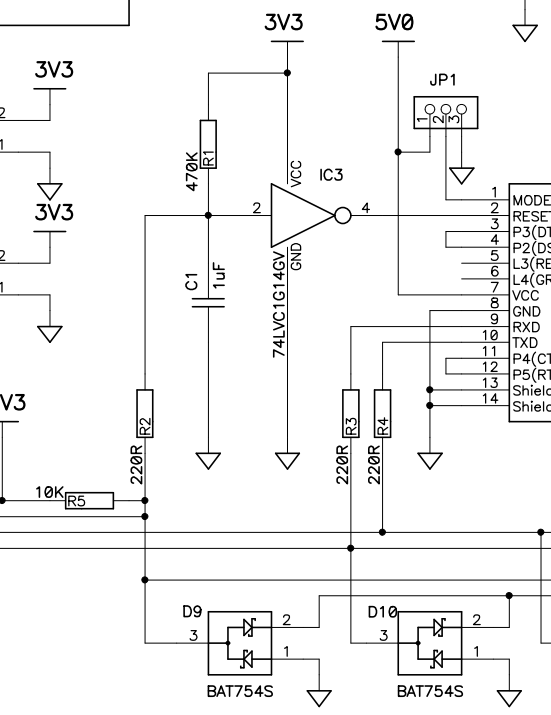 3V3
5V0
3V3
JP1
1
2
3
2
1
470K
R1
VCC
IC3
3V3
2
4
1
MODE
2
RESET
3
P3(DT
4
P2(DS
5
L3(RE
6
L4(GR
7
VCC
8
GND
9
RXD
10
TXD
11
P4(CT
12
P5(RT
13
Shield
14
Shield
2
1
C1
1uF
GND
74LVC1G14GV
V3
R2
220R
R3
220R
R4
220R
10K
R5
D9
3
2
1
BAT754S
D10
3
2
1
BAT754S